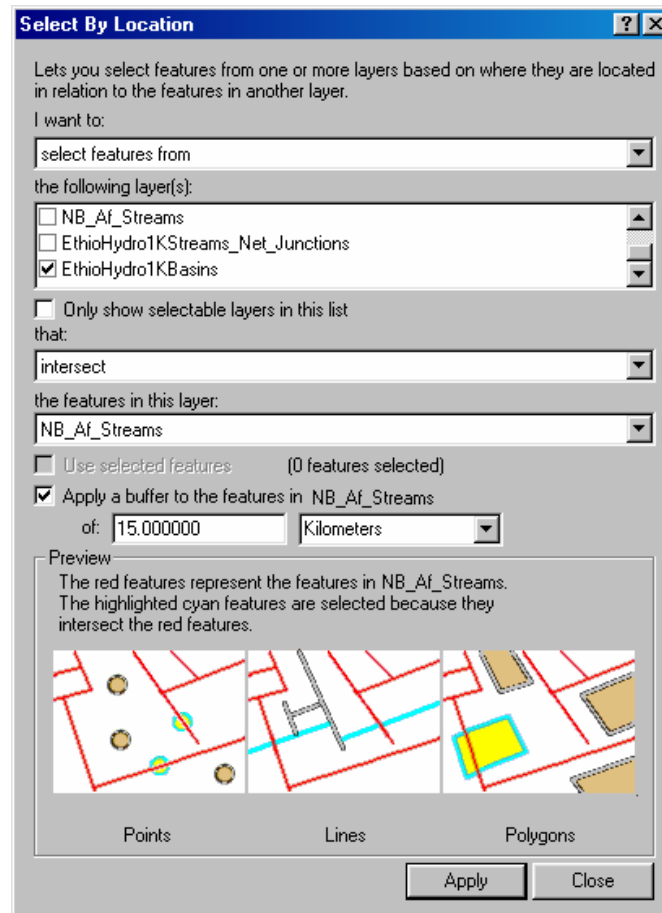 Select By Location
Lets you select features from one or more layers based on where they are located
in relation to the features in another layer.
I want to:
select features from
the following layer(s):
NB_Af_Streams
EthioHydro1KStreams_Net_Junctions
EthioHydro1KBasins
Only show selectable layers in this list
that:
intersect
the features in this layer:
NB_Af_Streams
Use selected features (0 features selected)
Apply a buffer to the features in NB_Af_Streams
of: 15.000000 Kilometers
Preview
The red features represent the features in NB_Af_Streams.
The highlighted cyan features are selected because they
intersect the red features.
Points Lines Polygons
Apply Close